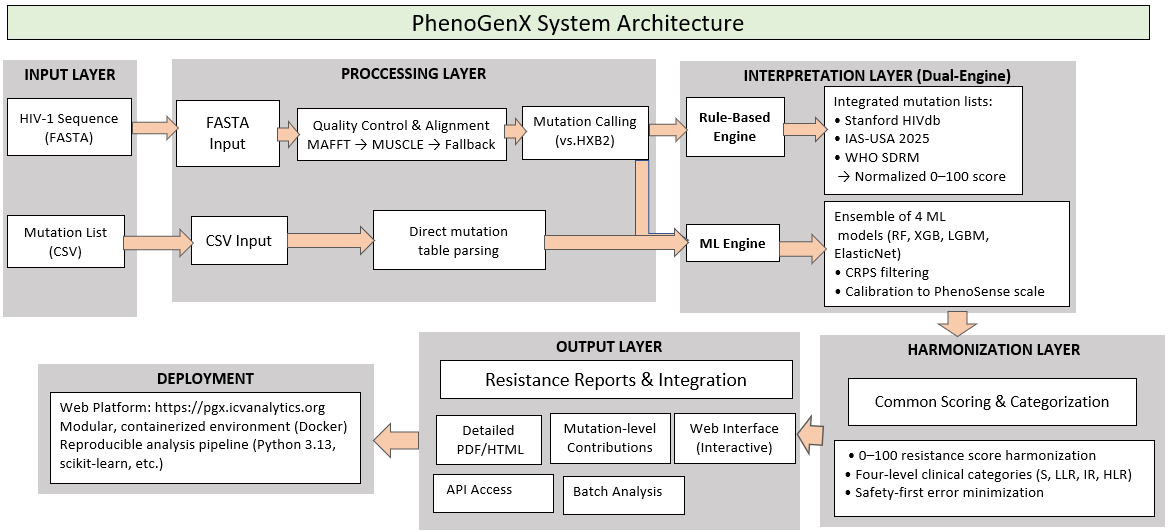 PhenoGenX System Architecture
INPUT LAYER
HIV-1 Sequence
(FASTA)
Mutation List
(CSV)
PROCCESSING LAYER
FASTA
Input
Quality Control & Alignment
MAFFT → MUSCLE → Fallback
Mutation Calling
(vs.HXB2)
CSV Input
Direct mutation
table parsing
INTERPRETATION LAYER (Dual-Engine)
Rule-Based
Engine
Integrated mutation lists:
• Stanford HIVdb
• IAS-USA 2025
• WHO SDRM
→ Normalized 0–100 score
ML Engine
Ensemble of 4 ML
models (RF, XGB, LGBM,
ElasticNet)
• CRPS filtering
• Calibration to PhenoSense scale
HARMONIZATION LAYER
Common Scoring & Categorization
• 0–100 resistance score harmonization
• Four-level clinical categories (S, LLR, IR, HLR)
• Safety-first error minimization
OUTPUT LAYER
Resistance Reports & Integration
Detailed
PDF/HTML
Mutation-level
Contributions
Web Interface
(Interactive)
API Access
Batch Analysis
DEPLOYMENT
Web Platform: https://pgx.icvanalytics.org
Modular, containerized environment (Docker)
Reproducible analysis pipeline (Python 3.13,
scikit-learn, etc.)